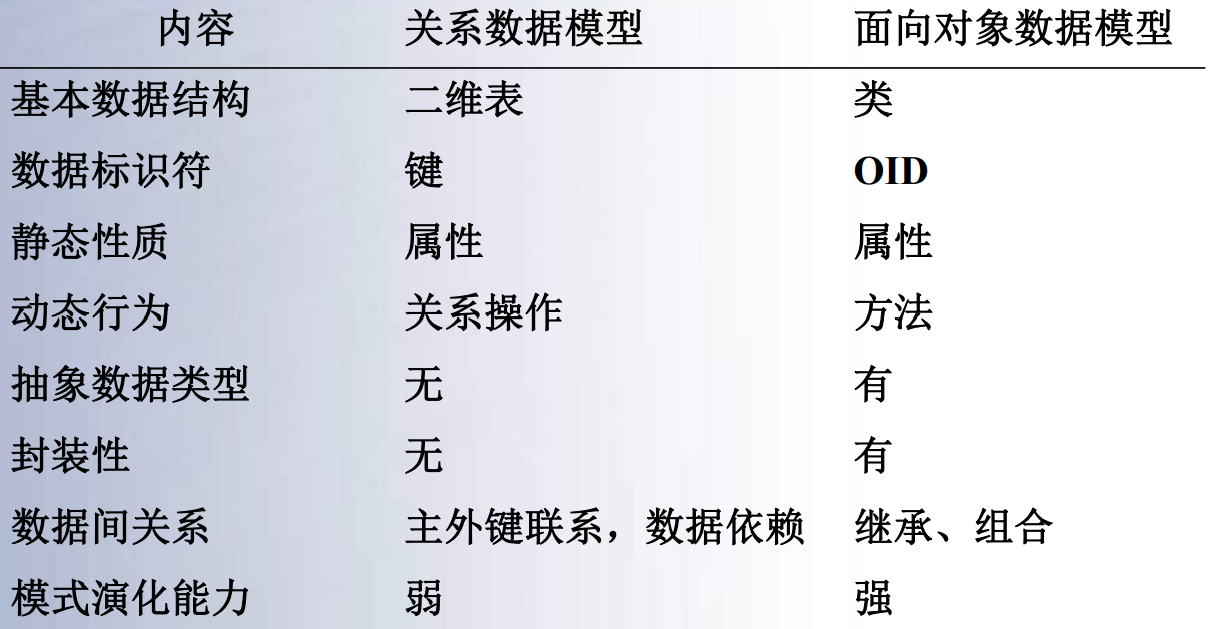 内容 关系数据模型 面向对象数据模型
基本数据结构 二维表 类
数据标识符 键 OID
静态性质 属性 属性
动态行为 关系操作 方法
抽象数据类型 无 有
封装性 无 有
数据间关系 主外键联系，数据依赖 继承、组合
模式演化能力 弱 强